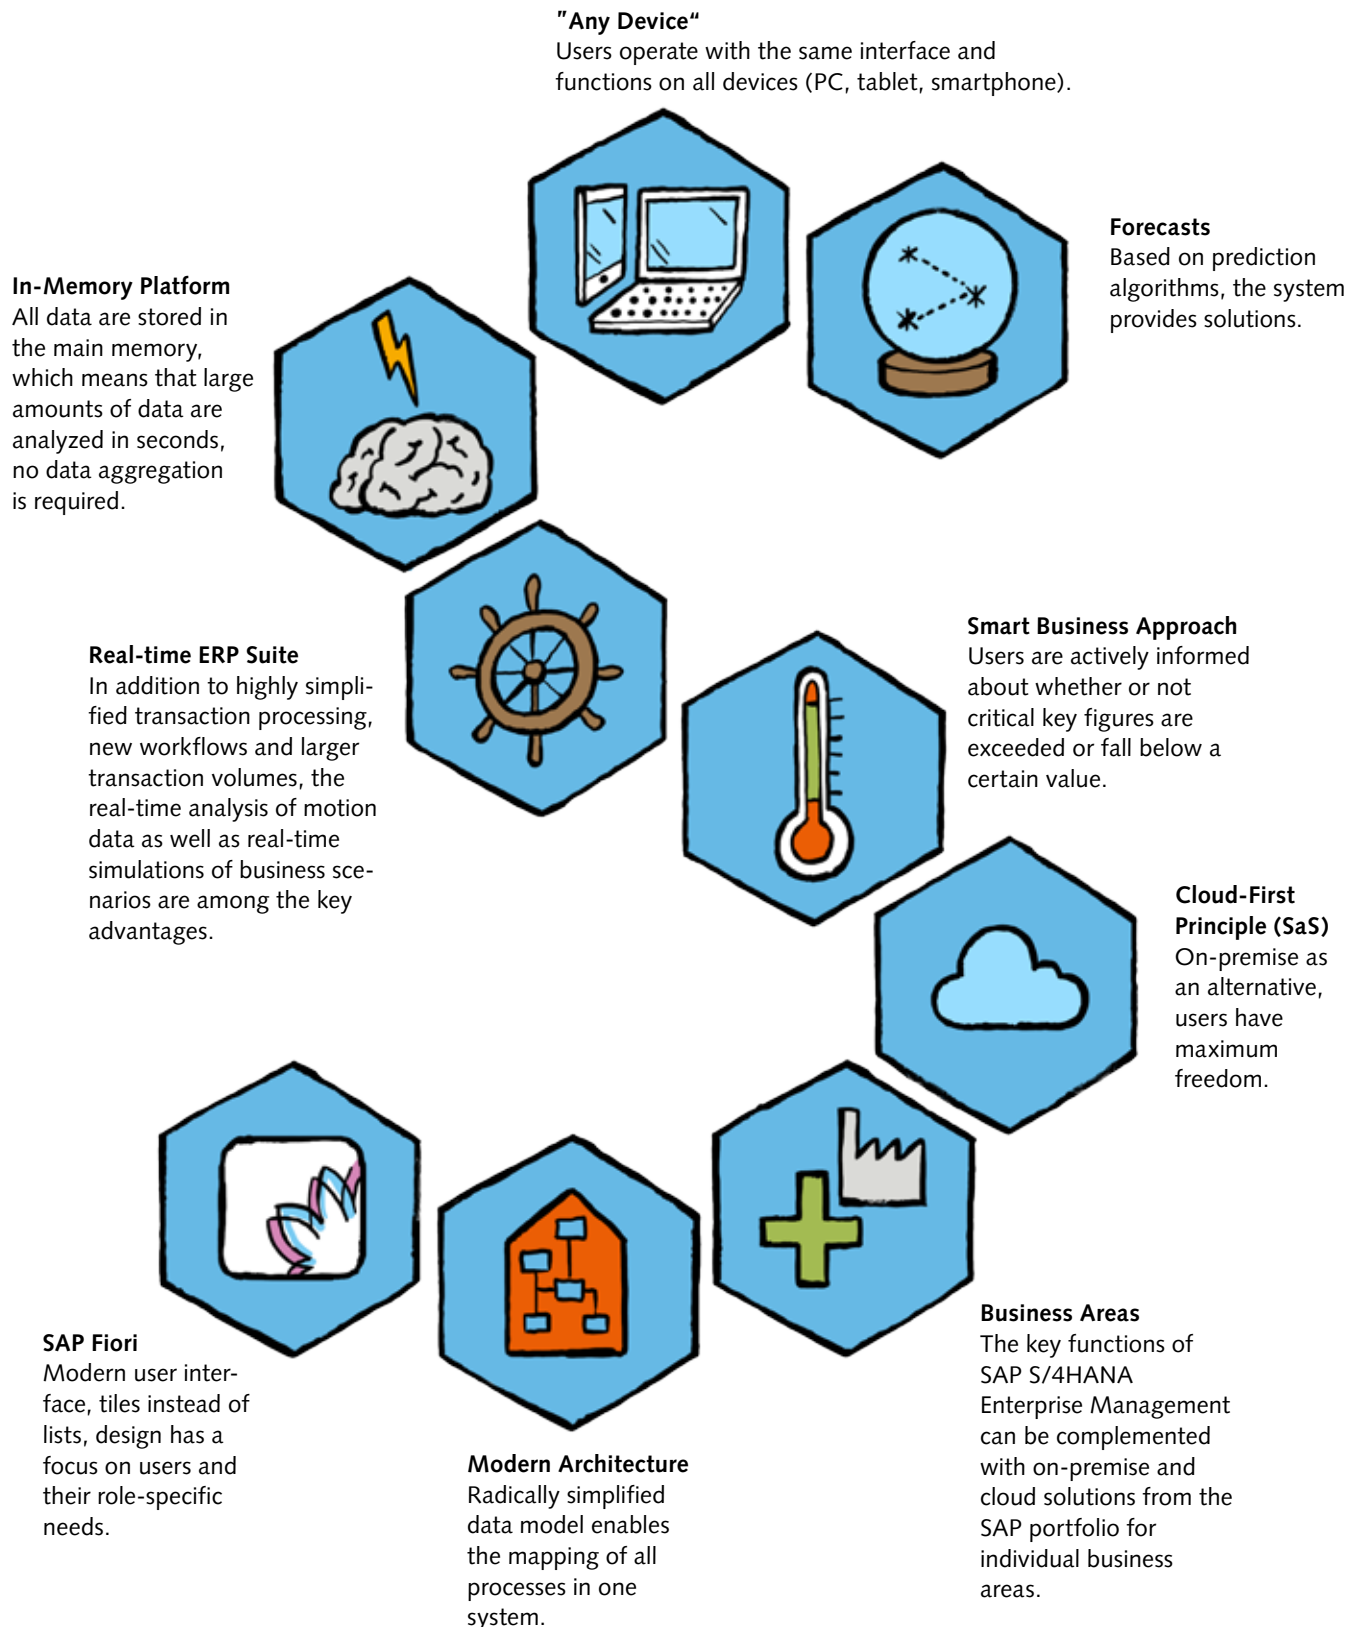 "Any Device“
Users operate with the same interface and
functions on all devices (PC, tablet, smartphone).
Forecasts
Based on prediction
algorithms, the system
provides solutions.
In-Memory Platform
All data are stored in
the main memory,
which means that large
amounts of data are
analyzed in seconds,
no data aggregation
is required.
Real-time ERP Suite
In addition to highly simpli-
fied transaction processing,
new workflows and larger
transaction volumes, the
real-time analysis of motion
data as well as real-time
simulations of business sce-
narios are among the key
advantages.
Smart Business Approach
Users are actively informed
about whether or not
critical key figures are
exceeded or fall below a
certain value.
Cloud-First
Principle (SaS)
On-premise as
an alternative,
users have
maximum
freedom.
SAP Fiori
Modern user inter-
face, tiles instead of
lists, design has a
focus on users and
their role-specific
needs.
Modern Architecture
Radically simplified
data model enables
the mapping of all
processes in one
system.
Business Areas
The key functions of
SAP S/4HANA
Enterprise Management
can be complemented
with on-premise and
cloud solutions from the
SAP portfolio for
individual business
areas.